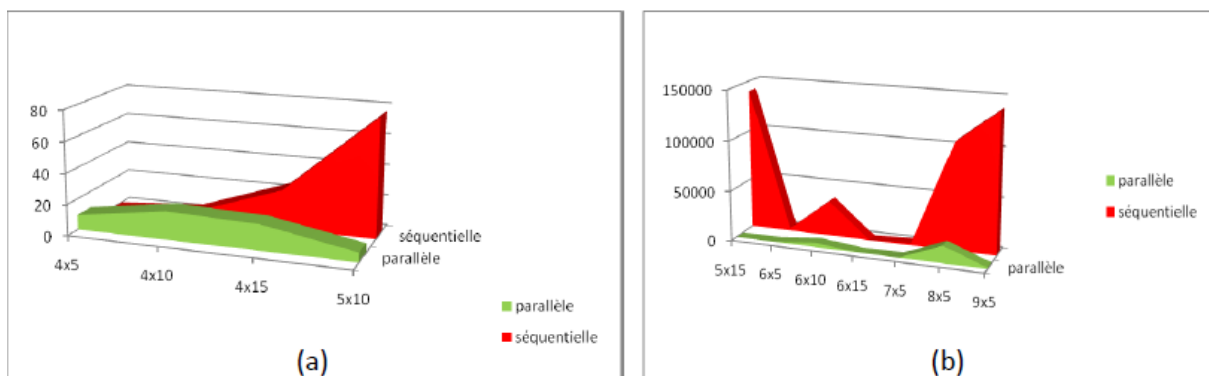 80
60
40
20
0
4x5
4x10
4x15
5x10
séquentielle
parallèle
parallèle
séquentielle
(a)
150000
100000
50000
0
5x15
6x5
6x10
6x15
7x5
8x5
9x5
parallèle
parallèle
séquentielle
(b)